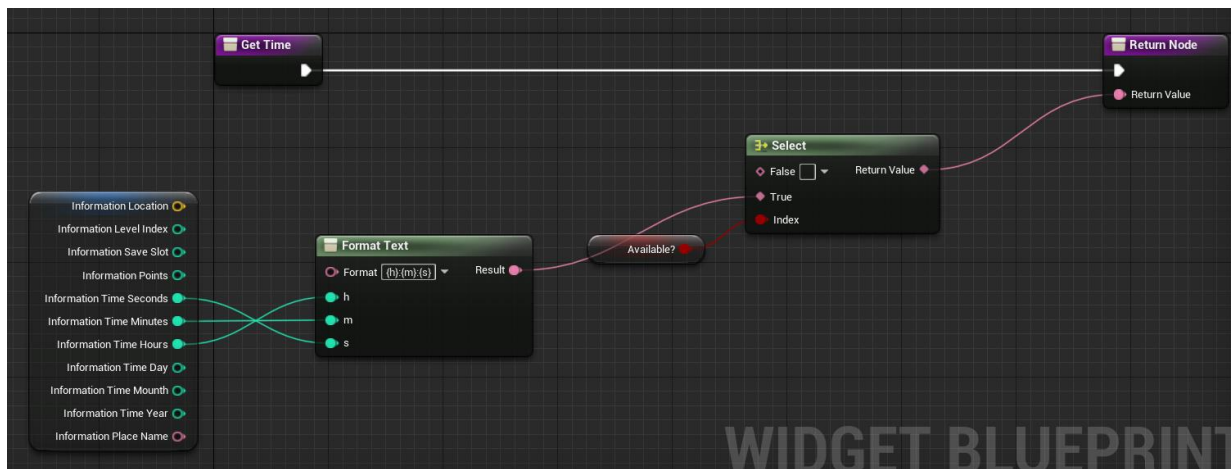 Get Time
Return Node
Return Value
Select
False
Return Value
True
Index
Information Location
Information Level Index
Information Save Slot
Information Points
Information Time Seconds
Information Time Minutes
Information Time Hours
Information Time Day
Information Time Mounth
Information Time Year
Information Place Name
Format Text
Format {h}:{m}:{s}
Result
h
m
s
Available?
WIDGET BLUEPRINT